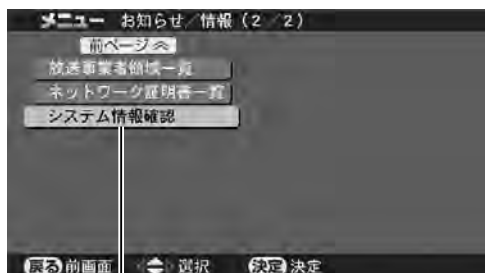 メニュー お知らせ／情報（2／2）
前ページ
放送事業者領域一覧
ネットワーク証明書一覧
システム情報確認
戻る 前画面 選択 決定 決定